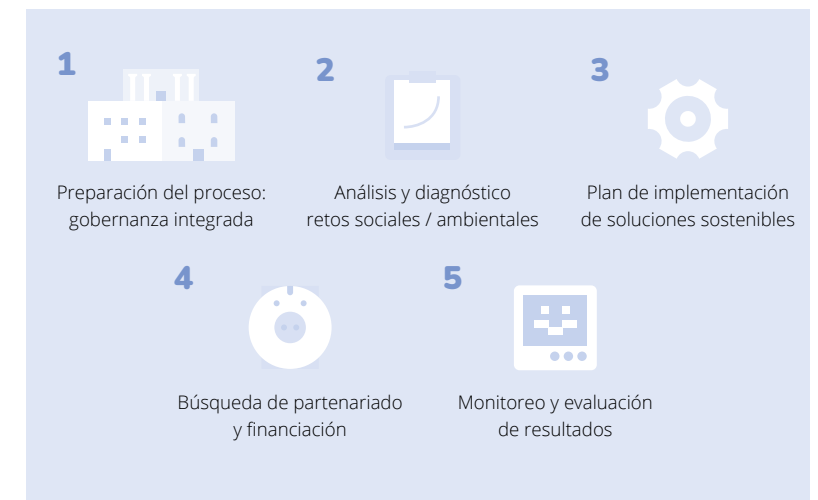 1
Preparación del proceso:
gobernanza integrada
2
Análisis y diagnóstico
retos sociales / ambientales
3
Plan de implementación
de soluciones sostenibles
4
Búsqueda de partenariado
y financiación
5
Monitoreo y evaluación
de resultados